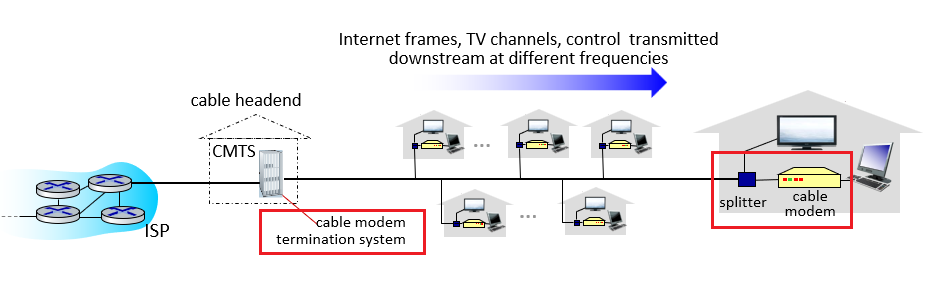 Internet frames, TV channels, control transmitted
downstream at different frequencies
cable headend
CMTS
ISP
cable modem
termination system
splitter
cable
modem